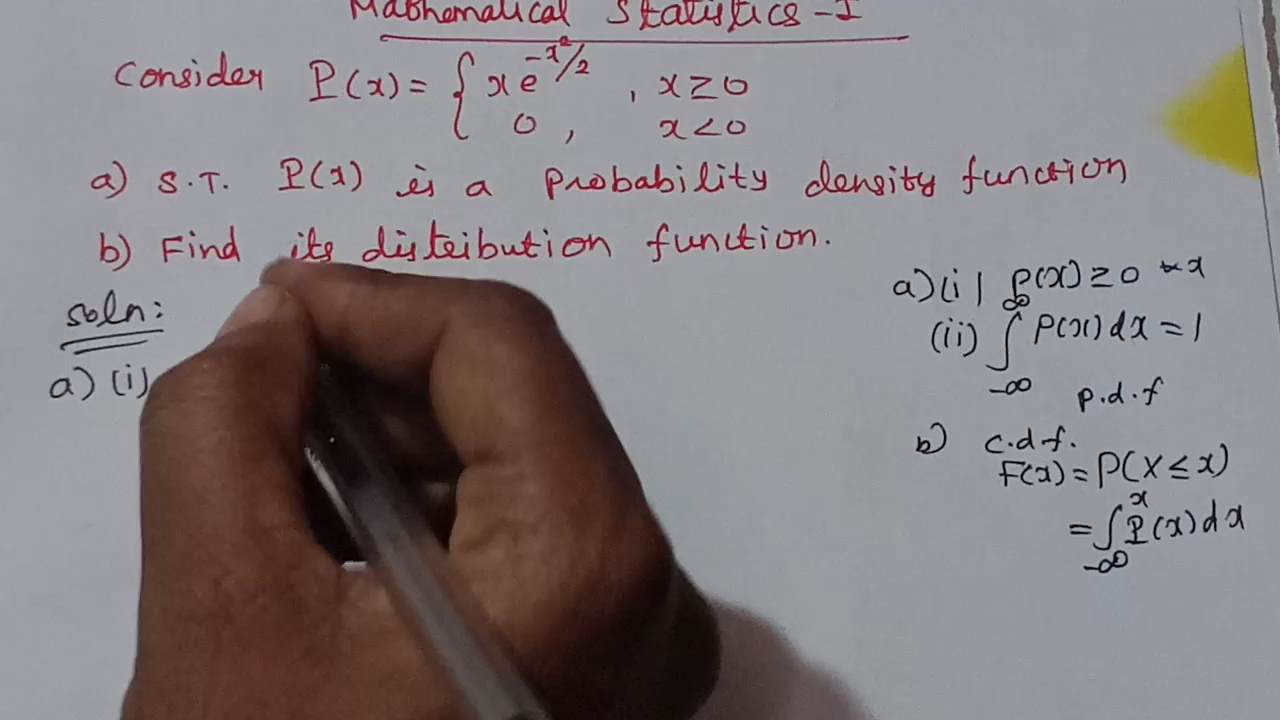 Mathematical Statistics - I
Consider P(x) = { x e^{-x²/2} , x ≥ 0
0 , x < 0
a) S.T. P(x) is a Probability density function
b) Find its distribution function.
Soln:
a) (i)
a) (i) P(x) ≥ 0 ∀ x
(ii) ∫_{-∞}^{∞} P(x) dx = 1
p.d.f
b) c.d.f.
F(x) = P(X ≤ x)
= ∫_{-∞}^{x} P(x) dx